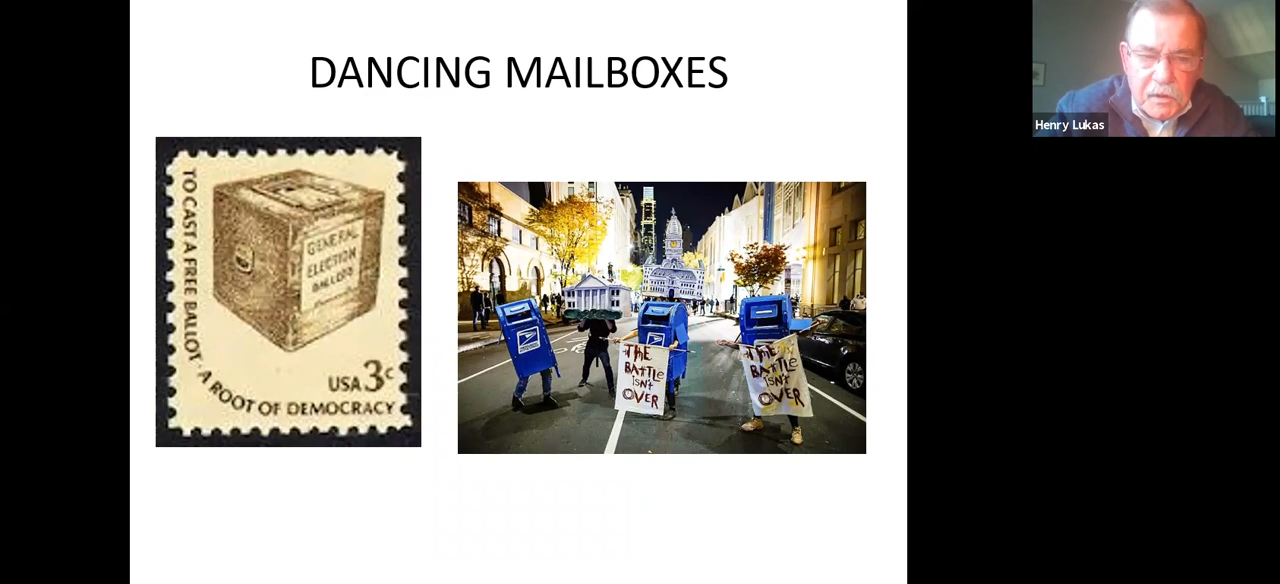 DANCING MAILBOXES
TO CAST A FREE BALLOT
A ROOT OF DEMOCRACY
GENERAL
ELECTION
BALLOTS
USA 3c
THE
BATTLE
ISN'T
OVER
THE
BATTLE
ISN'T
OVER
Henry Lukas